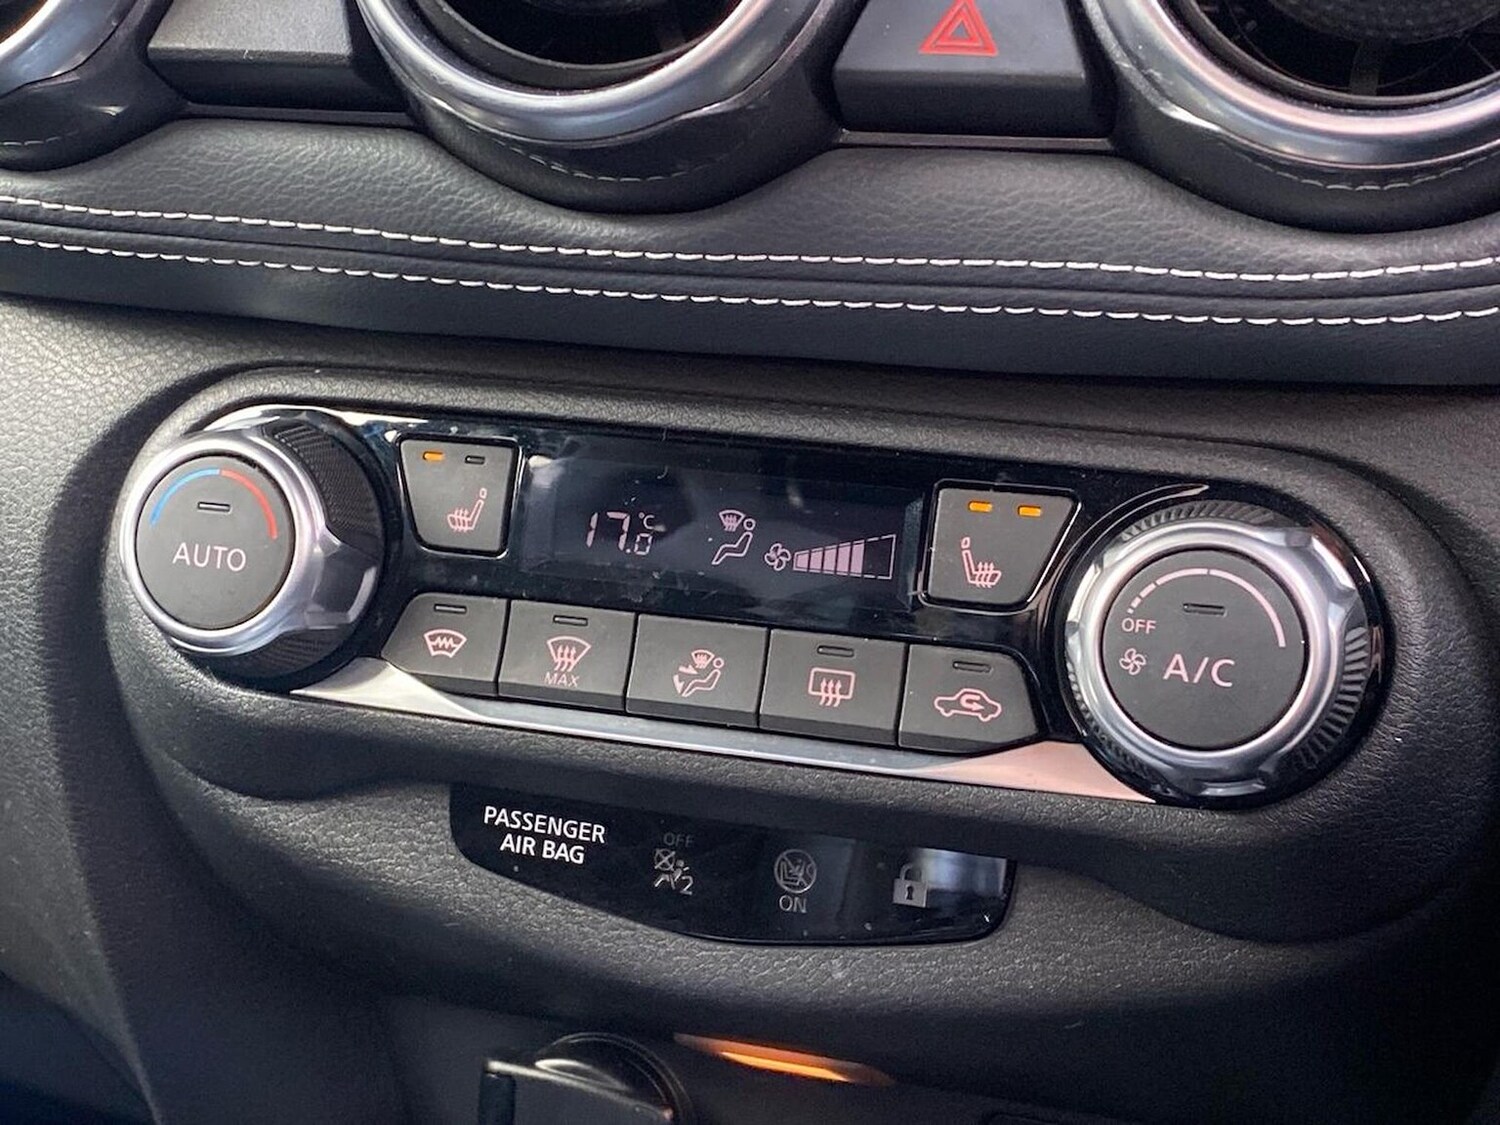 AUTO
17.0
°C
MAX
OFF
A/C
PASSENGER
AIR BAG
OFF
2
ON